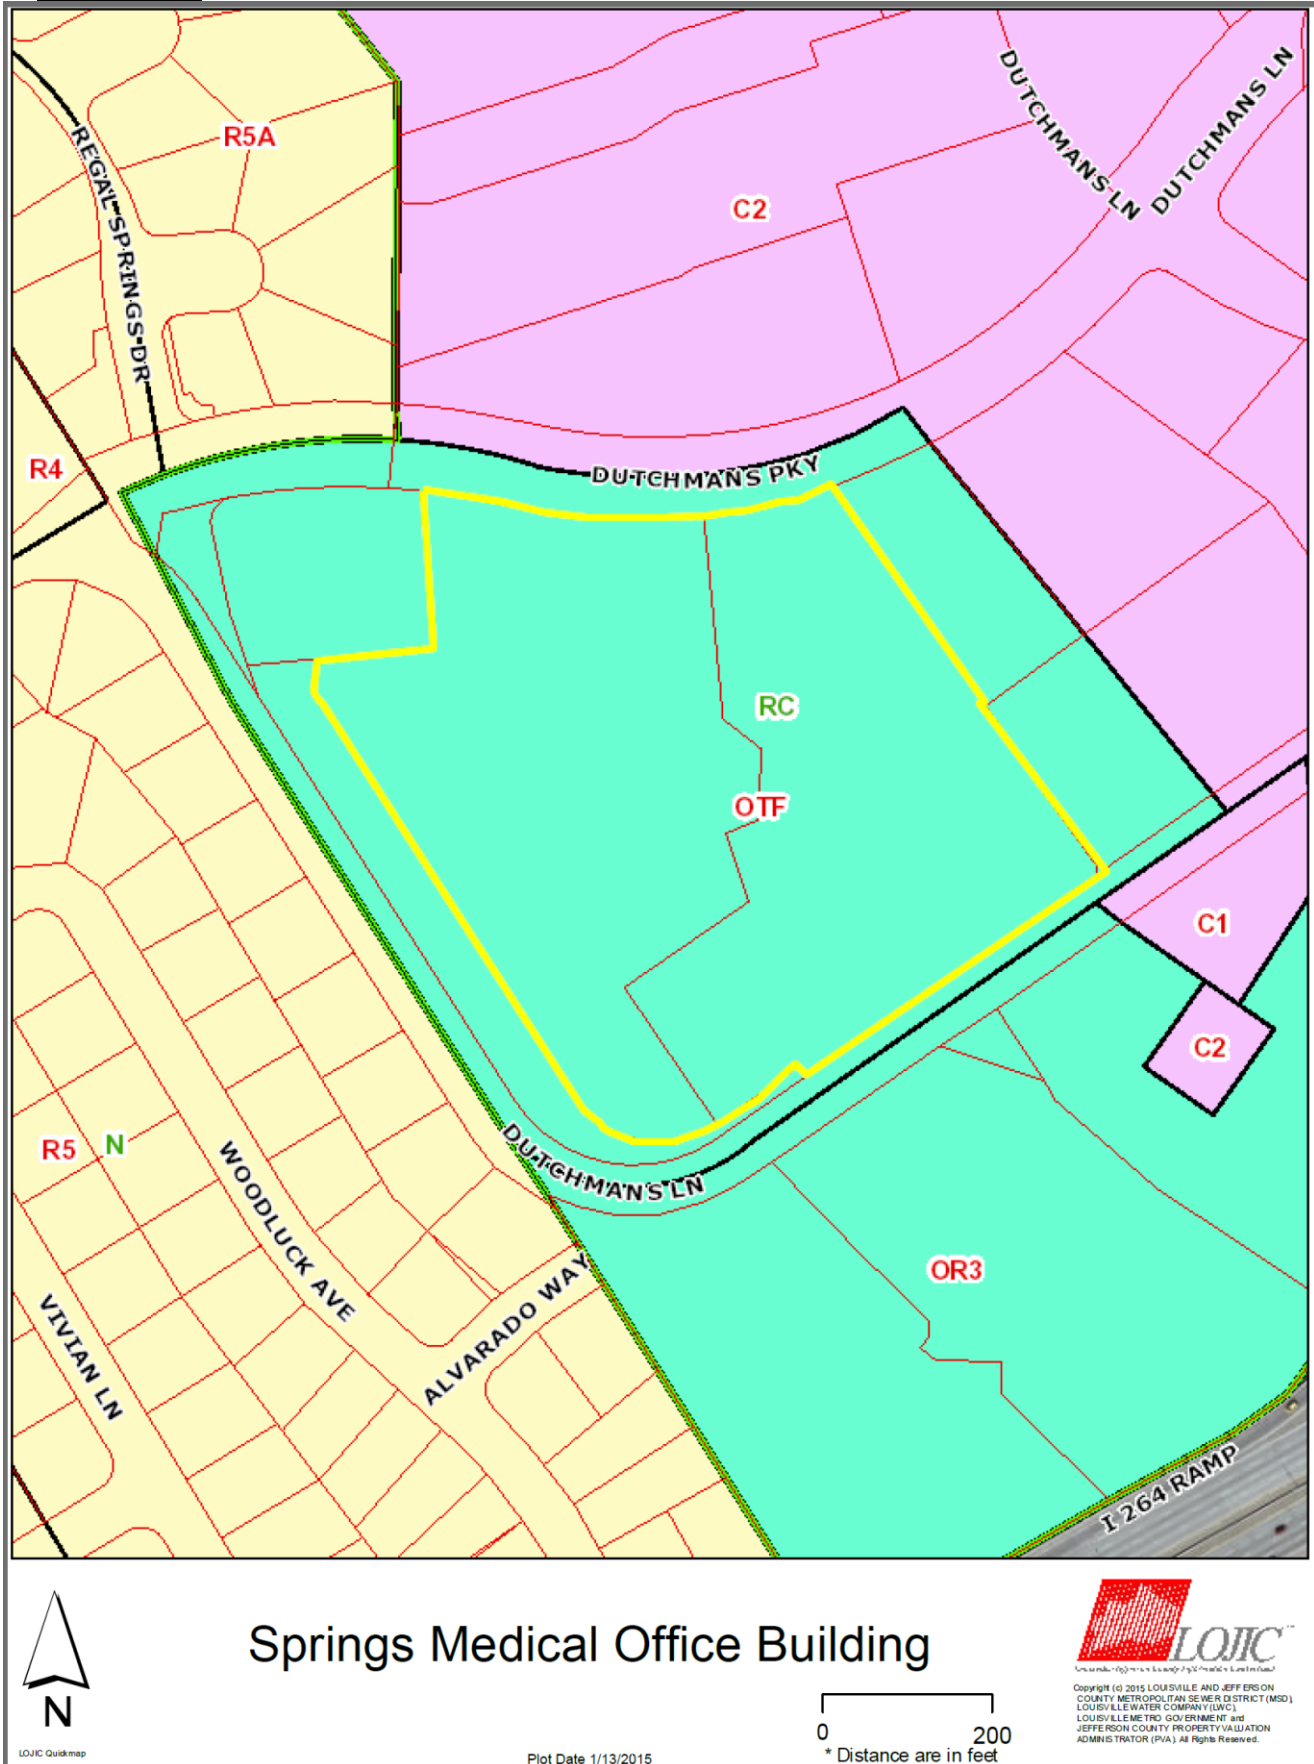 DUTCHMANS LN
DUTCHMANS LN
R5A
REGAL SPRINGS DR
C2
R4
DUTCHMANS PKY
RC
OTF
C1
C2
R5 N
DUTCHMANS LN
WOODLUCK AVE
OR3
ALVARADO WAY
VIVIAN LN
I 264 RAMP
N
Springs Medical Office Building
LOJIC
0 200
* Distance are in feet
Copyright (c) 2015 LOUISVILLE AND JEFFERSON
COUNTY METROPOLITAN SEWER DISTRICT (MSD),
LOUISVILLE WATER COMPANY (LWC),
LOUISVILLE METRO GOVERNMENT and
JEFFERSON COUNTY PROPERTY VALUATION
ADMINISTRATOR (PVA). All Rights Reserved.
LOJIC Quickmap
Plot Date 1/13/2015